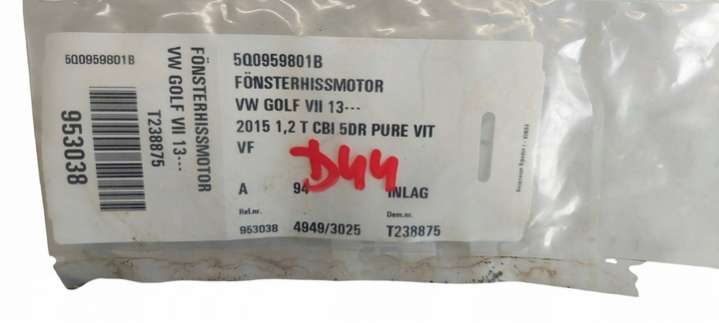 5Q0959801B
953038
T238875
VW GOLF VII 13---
FÖNSTERHISSMOTOR
5Q0959801B
FÖNSTERHISSMOTOR
VW GOLF VII 13---
2015 1,2 T CBI 5DR PURE VIT
VF
D44
A 94 INLAG
Ref.nr. Dem.nr.
953038 4949/3025 T238875